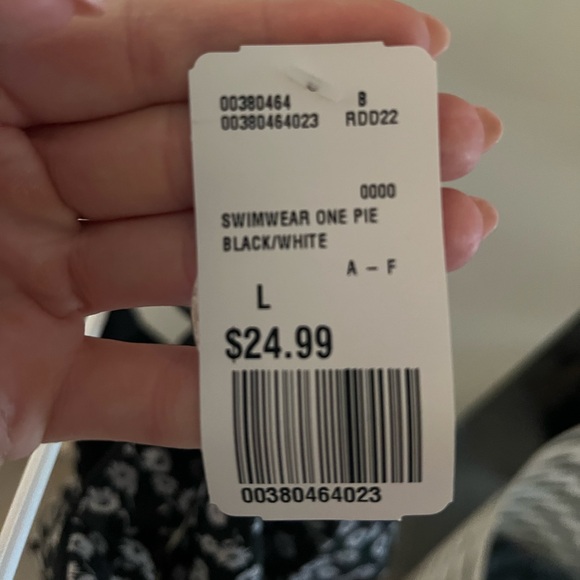 00380464 B
00380464023 RDD22
0000
SWIMWEAR ONE PIE
BLACK/WHITE
A - F
L
$24.99
00380464023